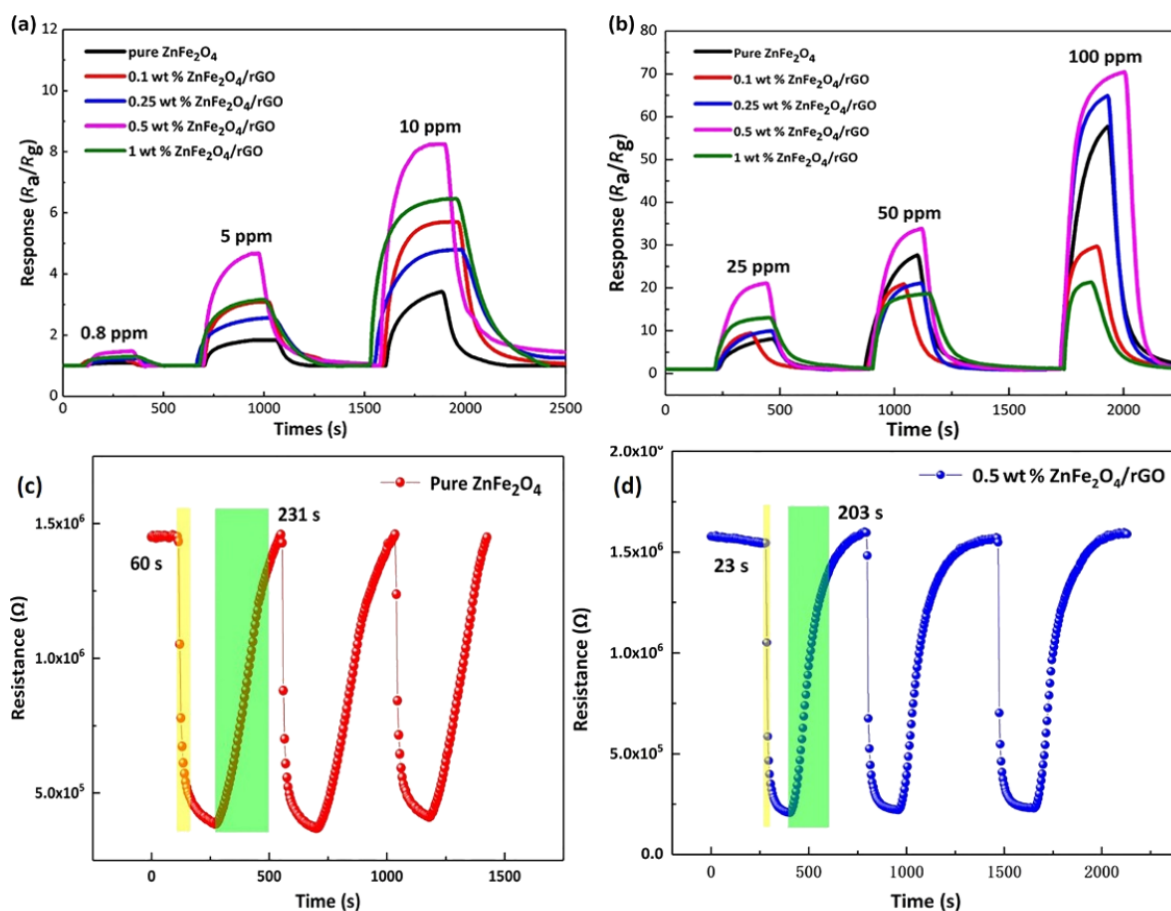 (a)
12
10
8
6
4
2
0
Response (Ra/Rg)
pure ZnFe2O4
0.1 wt % ZnFe2O4/rGO
0.25 wt % ZnFe2O4/rGO
0.5 wt % ZnFe2O4/rGO
1 wt % ZnFe2O4/rGO
0.8 ppm
5 ppm
10 ppm
0 500 1000 1500 2000 2500
Times (s)
(b)
80
70
60
50
40
30
20
10
0
Response (Ra/Rg)
Pure ZnFe2O4
0.1 wt % ZnFe2O4/rGO
0.25 wt % ZnFe2O4/rGO
0.5 wt % ZnFe2O4/rGO
1 wt % ZnFe2O4/rGO
25 ppm
50 ppm
100 ppm
0 500 1000 1500 2000
Time (s)
(c)
Pure ZnFe2O4
1.5x10^6
1.0x10^6
5.0x10^5
Resistance (Ω)
60 s
231 s
0 500 1000 1500
Time (s)
(d)
0.5 wt % ZnFe2O4/rGO
1.5x10^6
1.0x10^6
5.0x10^5
0.0
Resistance (Ω)
23 s
203 s
0 500 1000 1500 2000
Time (s)